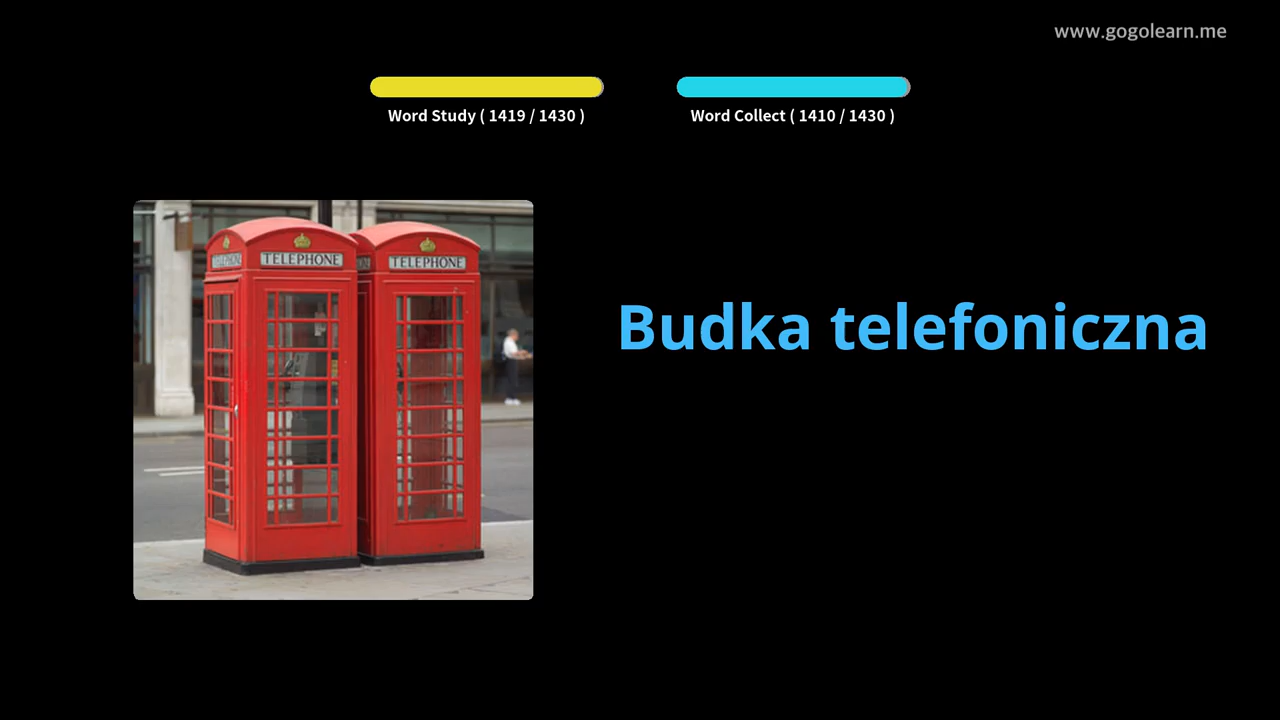 www.gogolearn.me
Word Study ( 1419 / 1430 )
Word Collect ( 1410 / 1430 )
TELEPHONE
TELEPHONE
Budka telefoniczna